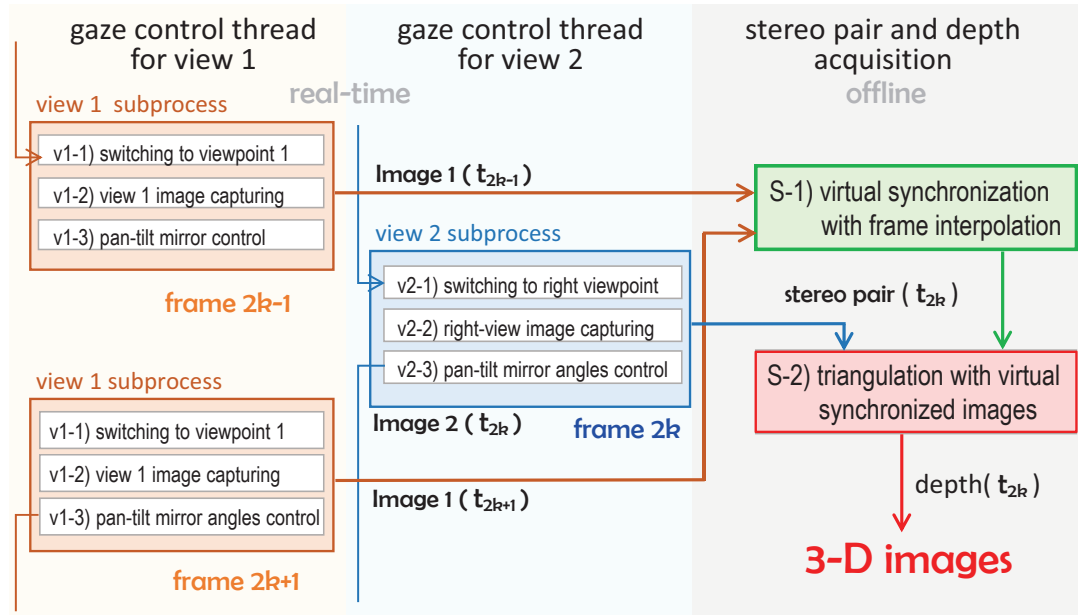 gaze control thread
for view 1
gaze control thread
for view 2
stereo pair and depth
acquisition
real-time
offline
view 1 subprocess
v1-1) switching to viewpoint 1
v1-2) view 1 image capturing
v1-3) pan-tilt mirror control
frame 2k-1
Image 1 ( t2k-1 )
view 2 subprocess
v2-1) switching to right viewpoint
v2-2) right-view image capturing
v2-3) pan-tilt mirror angles control
Image 2 ( t2k )
frame 2k
S-1) virtual synchronization
with frame interpolation
stereo pair ( t2k )
S-2) triangulation with virtual
synchronized images
view 1 subprocess
v1-1) switching to viewpoint 1
v1-2) view 1 image capturing
v1-3) pan-tilt mirror angles control
frame 2k+1
Image 1 ( t2k+1 )
depth( t2k )
3-D images